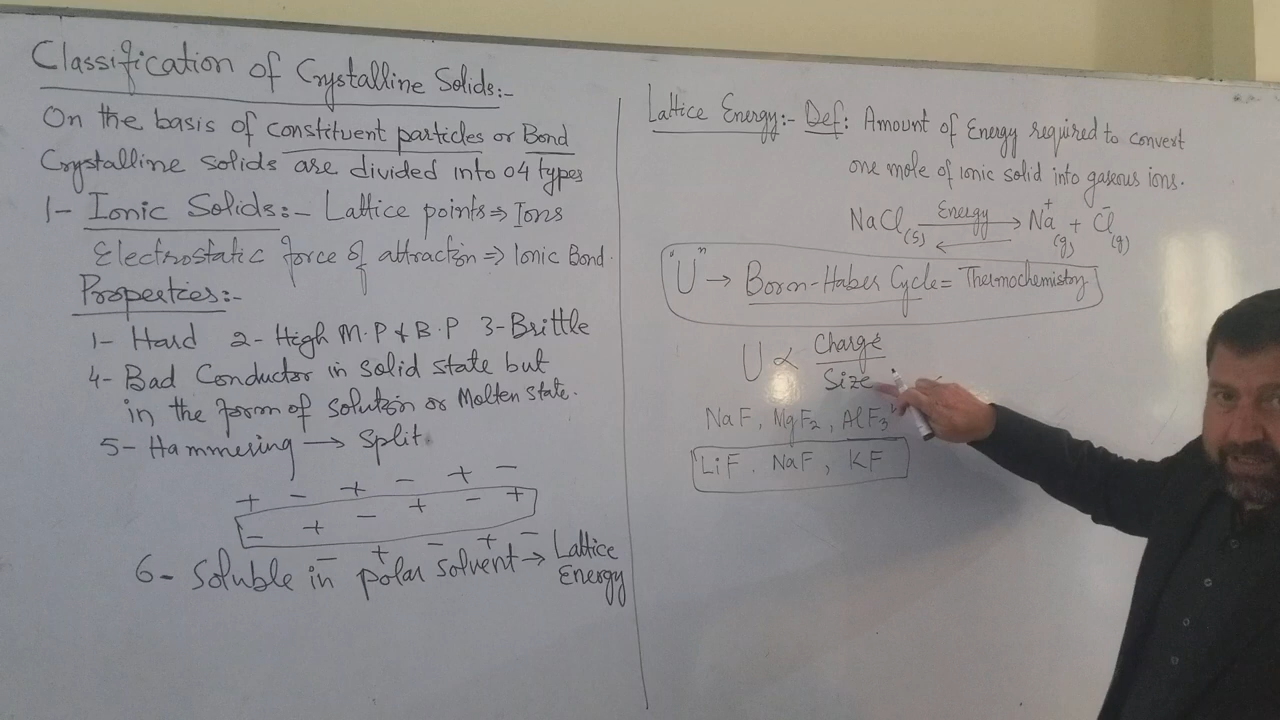 Classification of Crystalline Solids:-
On the basis of constituent particles or Bond
Crystalline solids are divided into 04 types
1- Ionic Solids:- Lattice points ⇒ Ions
Electrostatic force of attraction ⇒ Ionic Bond.
Properties:-
1- Hard 2- High M.P & B.P 3- Brittle
4- Bad Conductor in solid state but
in the form of solution or Molten state.
5- Hammering → Split.
+ - + - + -
- + - + - +
- + - + -
6- Soluble in polar solvent → Lattice
Energy
Lattice Energy:- Def: Amount of Energy required to convert
one mole of ionic solid into gaseous ions.
NaCl(s) Energy → Na⁺(g) + Cl⁻(g)
"U" → Born-Haber Cycle = Thermochemistry
U ∝ Charge
Size
NaF, MgF₂, AlF₃
LiF. NaF, KF